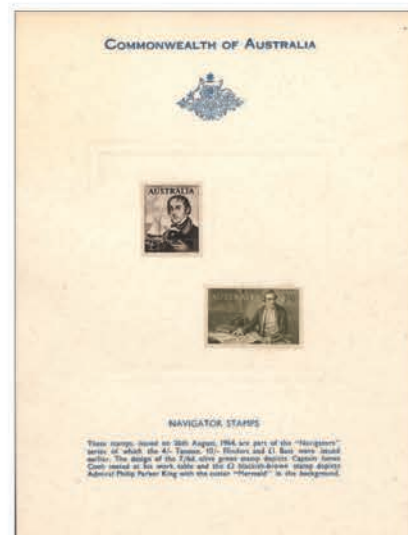 COMMONWEALTH OF AUSTRALIA
AUSTRALIA
AUSTRALIA
NAVIGATOR STAMPS
These stamps, issued on 26th August, 1964, are part of the "Navigators"
series of which the 4/- Tasman, 10/- Flinders and £1 Bass were issued
earlier. The design of the 7/6d. olive green stamp depicts Captain James
Cook seated at his work table and the £2 blackish-brown stamp depicts
Admiral Philip Parker King with the cutter "Mermaid" in the background.